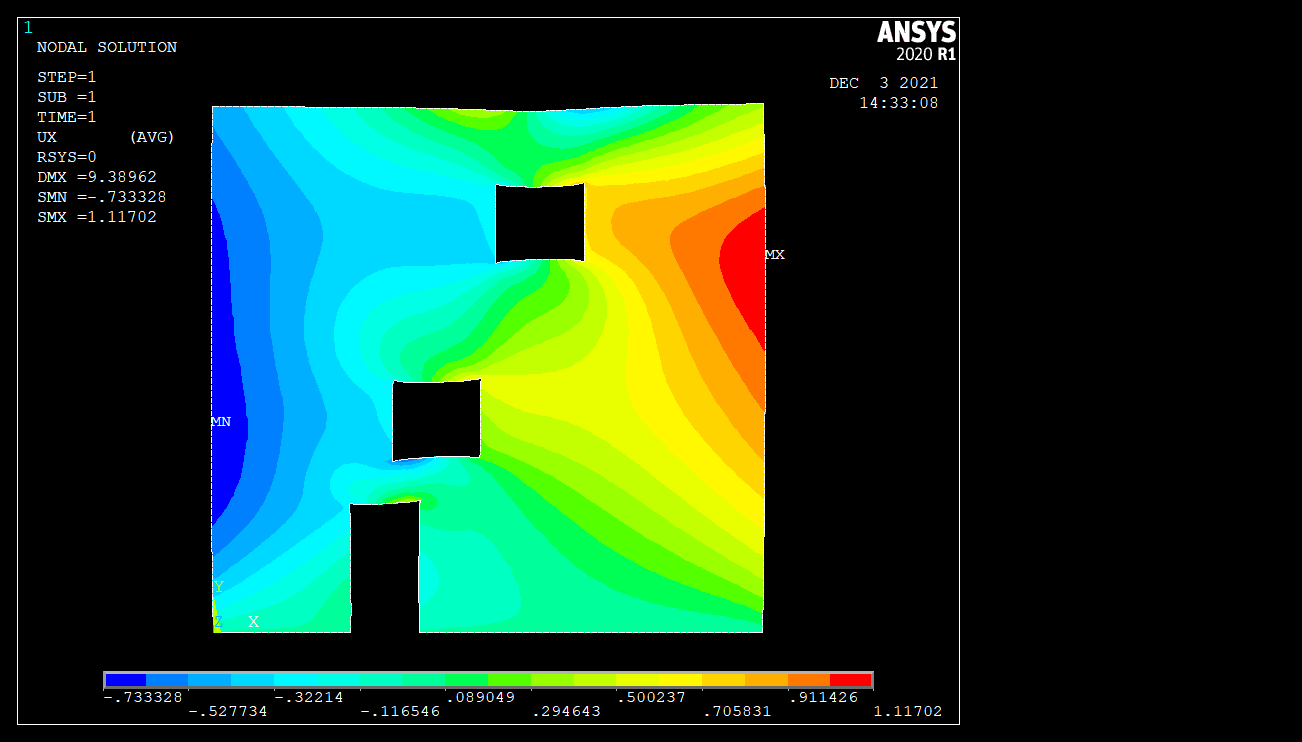 1
ANSYS
2020 R1
NODAL SOLUTION
STEP=1
SUB =1
TIME=1
UX (AVG)
RSYS=0
DMX =9.38962
SMN =-.733328
SMX =1.11702
DEC 3 2021
14:33:08
MX
MN
Y
Z X
-.733328 -.32214 .089049 .500237 .911426
-.527734 -.116546 .294643 .705831 1.11702